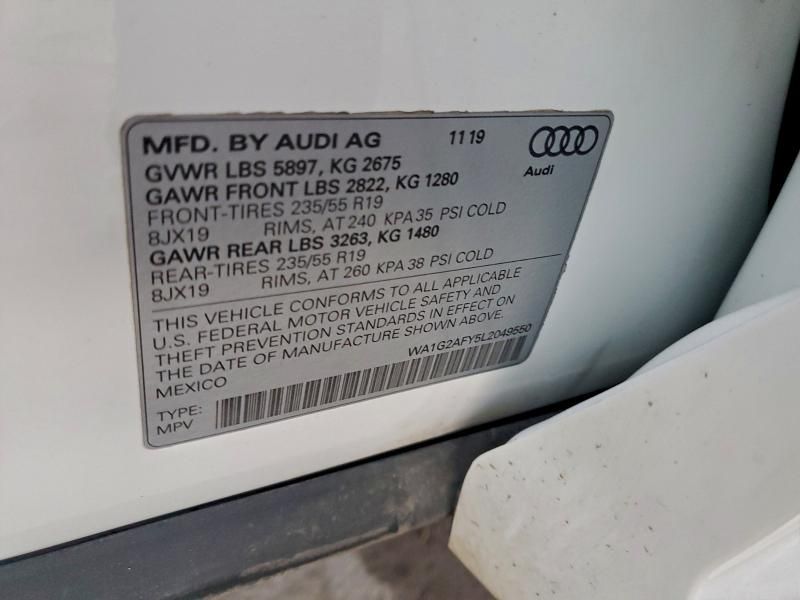 MFD. BY AUDI AG 11 19
Audi
GVWR LBS 5897, KG 2675
GAWR FRONT LBS 2822, KG 1280
FRONT-TIRES 235/55 R19
8JX19 RIMS, AT 240 KPA 35 PSI COLD
GAWR REAR LBS 3263, KG 1480
REAR-TIRES 235/55 R19
8JX19 RIMS, AT 260 KPA 38 PSI COLD
THIS VEHICLE CONFORMS TO ALL APPLICABLE
U.S. FEDERAL MOTOR VEHICLE SAFETY AND
THEFT PREVENTION STANDARDS IN EFFECT ON
THE DATE OF MANUFACTURE SHOWN ABOVE.
MEXICO WA1G2AFY5L2049550
TYPE:
MPV